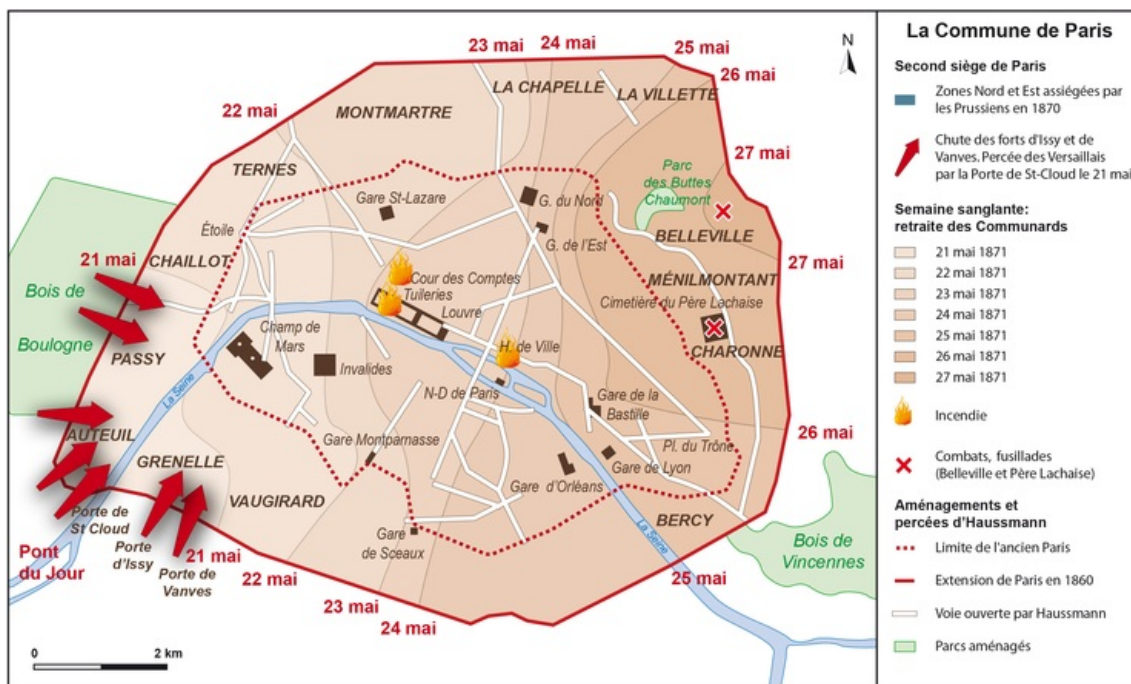 23 mai
24 mai
25 mai
26 mai
N
LA CHAPELLE
LA VILLETTE
MONTMARTRE
22 mai
27 mai
TERNES
Parc
des Buttes
Chaumont
Gare St-Lazare
G. du Nord
Étoile
G. de l'Est
BELLEVILLE
21 mai
CHAILLOT
27 mai
Bois de
Boulogne
Cour des Comptes
Tuileries
MÉNILMONTANT
Cimetière du Père Lachaise
Louvre
Champ de
Mars
H. de Ville
PASSY
CHARONNE
Invalides
La Seine
N-D de Paris
Gare de la
Bastille
26 mai
AUTEUIL
Gare Montparnasse
Pl. du Trône
GRENELLE
Gare de Lyon
VAUGIRARD
Gare d'Orléans
Porte de
St Cloud
BERCY
Gare
de Sceaux
La Seine
Bois de
Vincennes
Pont
du Jour
Porte
d'Issy
21 mai
Porte de
Vanves
22 mai
25 mai
23 mai
24 mai
0
2 km
La Commune de Paris
Second siège de Paris
Zones Nord et Est assiégées par
les Prussiens en 1870
Chute des forts d'Issy et de
Vanves. Percée des Versaillais
par la Porte de St-Cloud le 21 mai
Semaine sanglante:
retraite des Communards
21 mai 1871
22 mai 1871
23 mai 1871
24 mai 1871
25 mai 1871
26 mai 1871
27 mai 1871
Incendie
Combats, fusillades
(Belleville et Père Lachaise)
Aménagements et
percées d'Haussmann
Limite de l'ancien Paris
Extension de Paris en 1860
Voie ouverte par Haussmann
Parcs aménagés